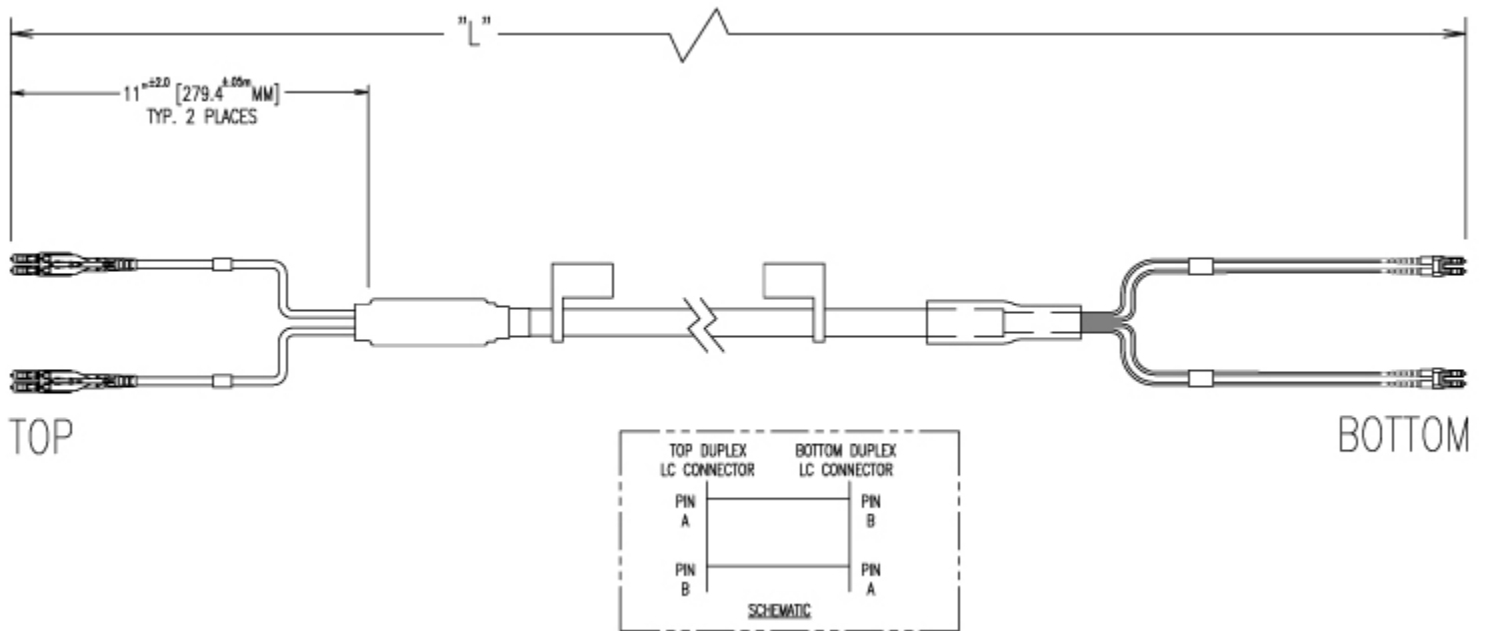 "L"
11"±2.0 [279.4±.05m MM]
TYP. 2 PLACES
TOP
BOTTOM
TOP DUPLEX
LC CONNECTOR
BOTTOM DUPLEX
LC CONNECTOR
PIN
A
PIN
B
PIN
B
PIN
A
SCHEMATIC